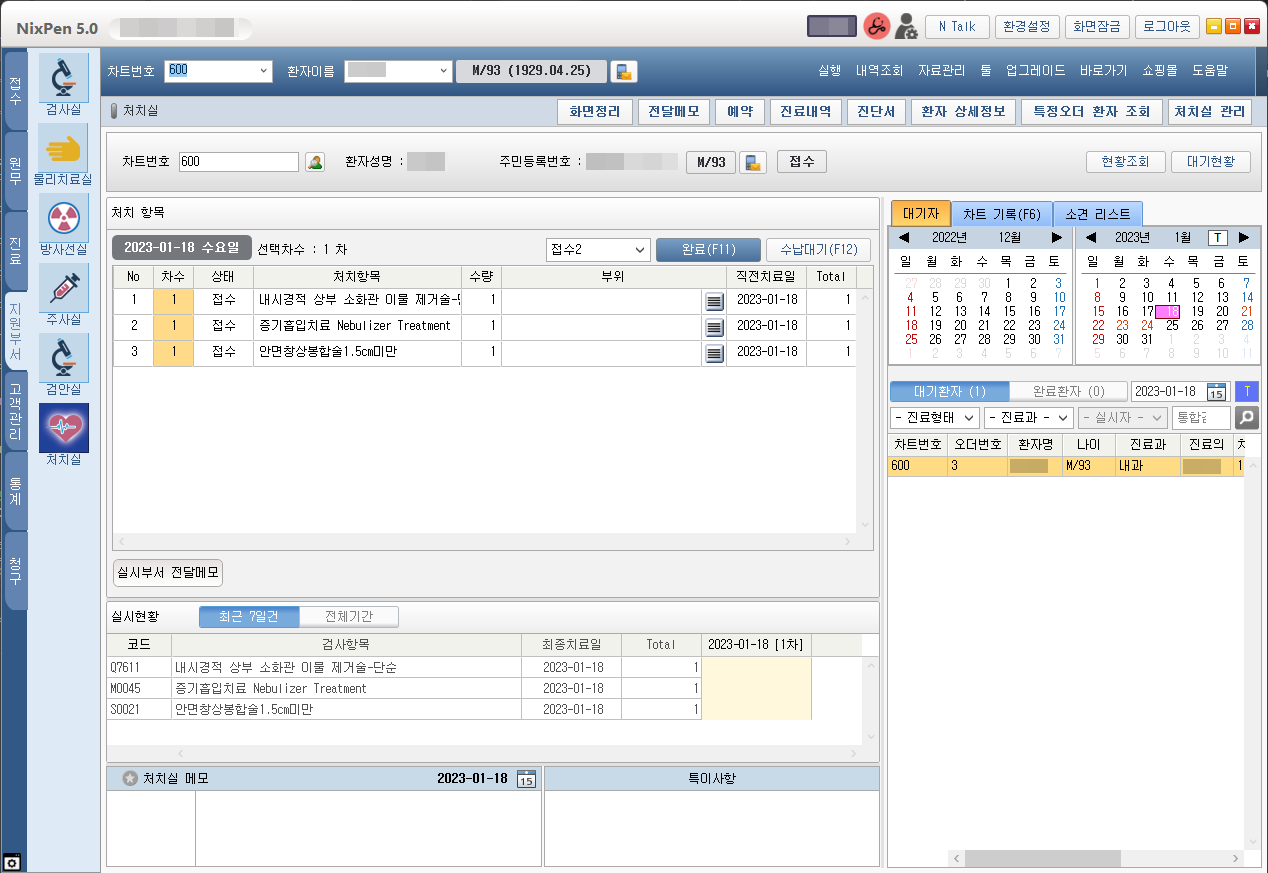 NixPen 5.0
N Talk 환경설정 화면잠금 로그아웃
차트번호 600 환자이름 M/93 (1929.04.25)
실행 내역조회 자료관리 툴 업그레이드 바로가기 쇼핑몰 도움말
접수
원무
진료
지원부서
고객관리
통계
청구
검사실
물리치료실
방사선실
주사실
검안실
처치실
처치실
화면정리 전달메모 예약 진료내역 진단서 환자 상세정보 특정오더 환자 조회 처치실 관리
차트번호 600 환자성명 : 주민등록번호 : M/93 접수 현황조회 대기현황
처치 항목
2023-01-18 수요일 선택차수 : 1 차 접수2 완료(F11) 수납대기(F12)
No 차수 상태 처치항목 수량 부위 직전치료일 Total
1 1 접수 내시경적 상부 소화관 이물 제거술-단 1 2023-01-18 1
2 1 접수 증기흡입치료 Nebulizer Treatment 1 2023-01-18 1
3 1 접수 안면창상봉합술1.5cm미만 1 2023-01-18 1
실시부서 전달메모
실시현황 최근 7일건 전체기간
코드 검사항목 최종치료일 Total 2023-01-18 [1차]
Q7611 내시경적 상부 소화관 이물 제거술-단순 2023-01-18 1
M0045 증기흡입치료 Nebulizer Treatment 2023-01-18 1
S0021 안면창상봉합술1.5cm미만 2023-01-18 1
처치실 메모 2023-01-18 15 특이사항
대기자 차트 기록(F6) 소견 리스트
2022년 12월
일 월 화 수 목 금 토
27 28 29 30 1 2 3
4 5 6 7 8 9 10
11 12 13 14 15 16 17
18 19 20 21 22 23 24
25 26 27 28 29 30 31
1 2 3 4 5 6 7
2023년 1월 T
일 월 화 수 목 금 토
1 2 3 4 5 6 7
8 9 10 11 12 13 14
15 16 17 18 19 20 21
22 23 24 25 26 27 28
29 30 31 1 2 3 4
5 6 7 8 9 10 11
대기환자 (1) 완료환자 (0) 2023-01-18 15 T
- 진료형태 - 진료과 - - 실시자 -
차트번호 오더번호 환자명 나이 진료과 진료의
600 3 M/93 내과 1